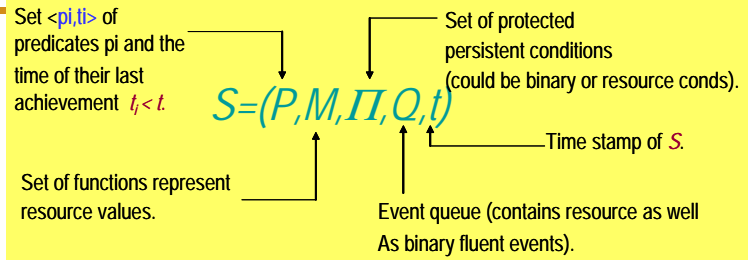 Set <pi,ti> of
predicates pi and the
time of their last
achievement ti< t.
Set of protected
persistent conditions
(could be binary or resource conds).
S=(P,M,Π,Q,t)
Time stamp of S.
Set of functions represent
resource values.
Event queue (contains resource as well
As binary fluent events).